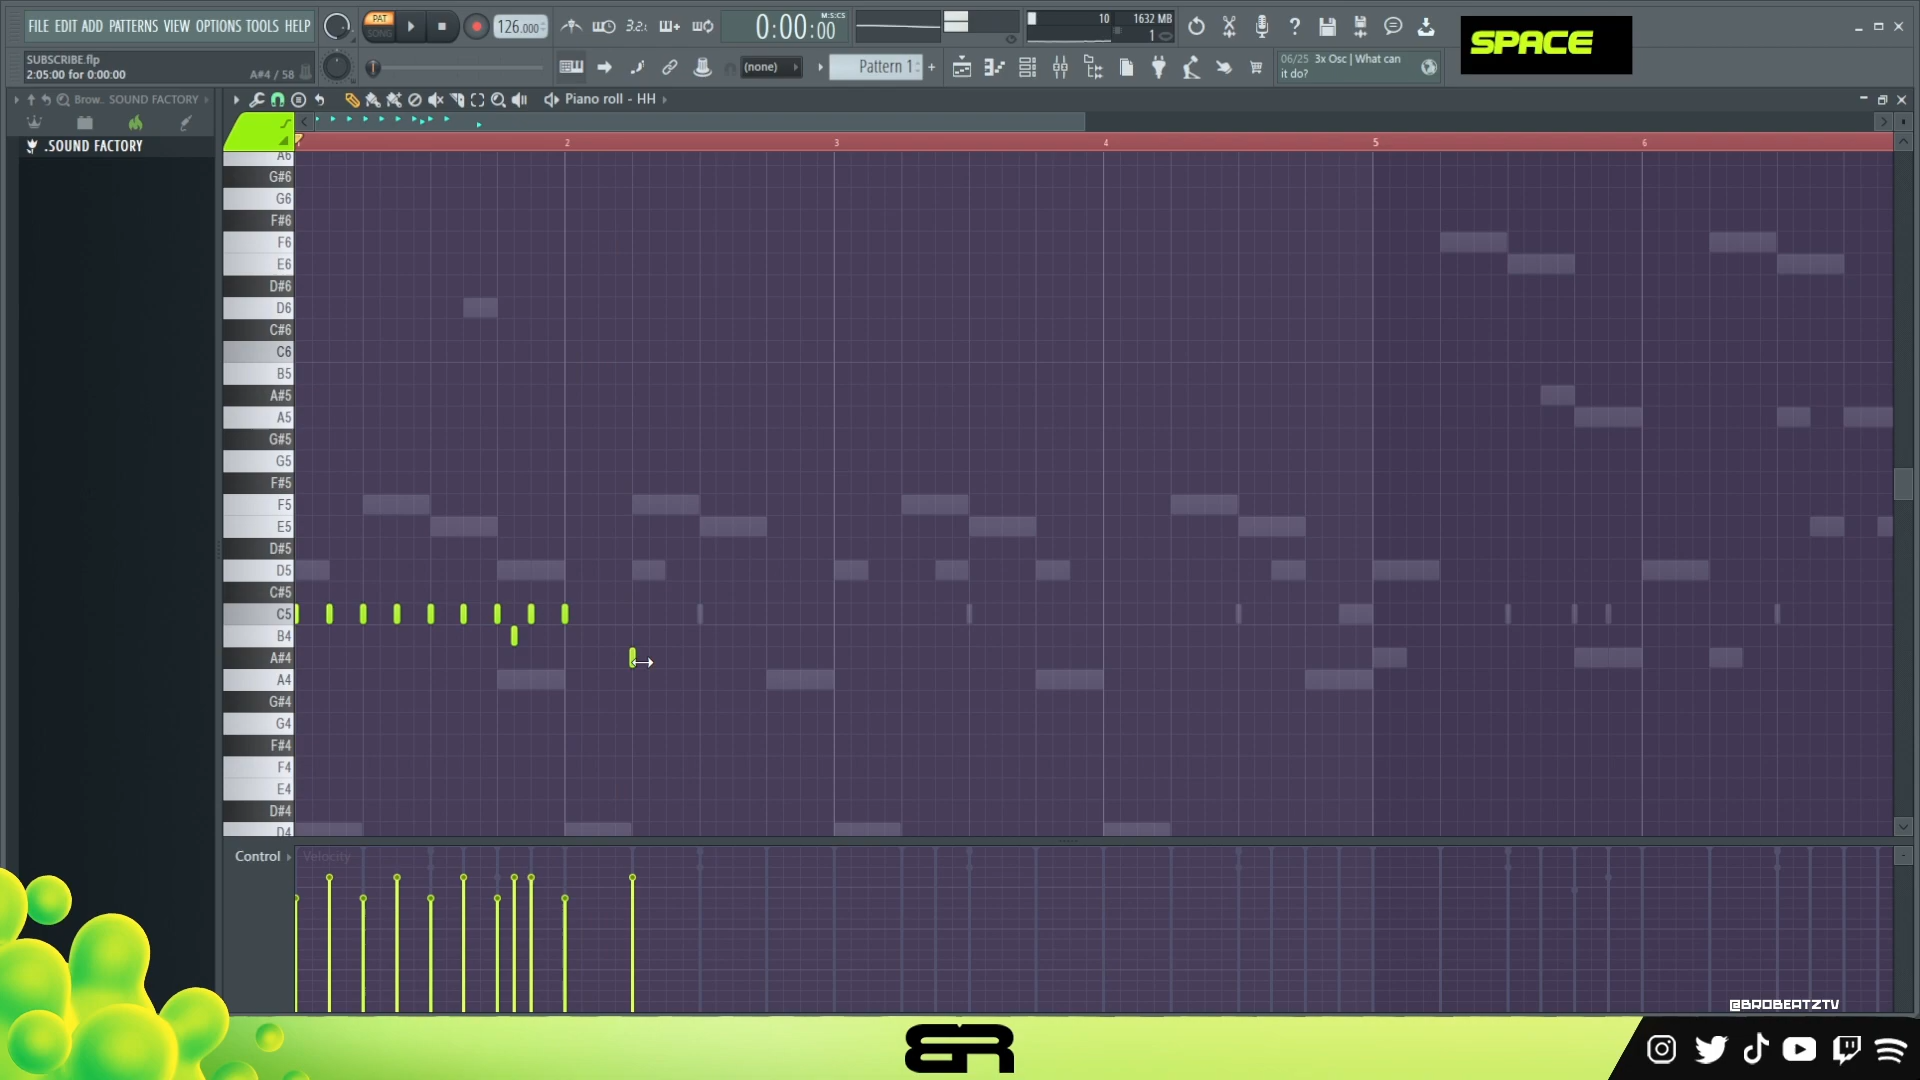 FILE EDIT ADD PATTERNS VIEW OPTIONS TOOLS HELP
PAT
SONG
126.000
3.2.:
M:S:CS
0:00:00
10
1632 MB
1
SPACE
SUBSCRIBE.flp
2:05:00 for 0:00:00
A#4 / 58
(none)
Pattern 1
+
06/25 3x Osc | What can
it do?
Brow.. SOUND FACTORY
Piano roll - HH
.SOUND FACTORY
2
3
4
5
6
A6
G#6
G6
F#6
F6
E6
D#6
D6
C#6
C6
B5
A#5
A5
G#5
G5
F#5
F5
E5
D#5
D5
C#5
C5
B4
A#4
A4
G#4
G4
F#4
F4
E4
D#4
D4
Control
Velocity
@BROBEATZTV
BR